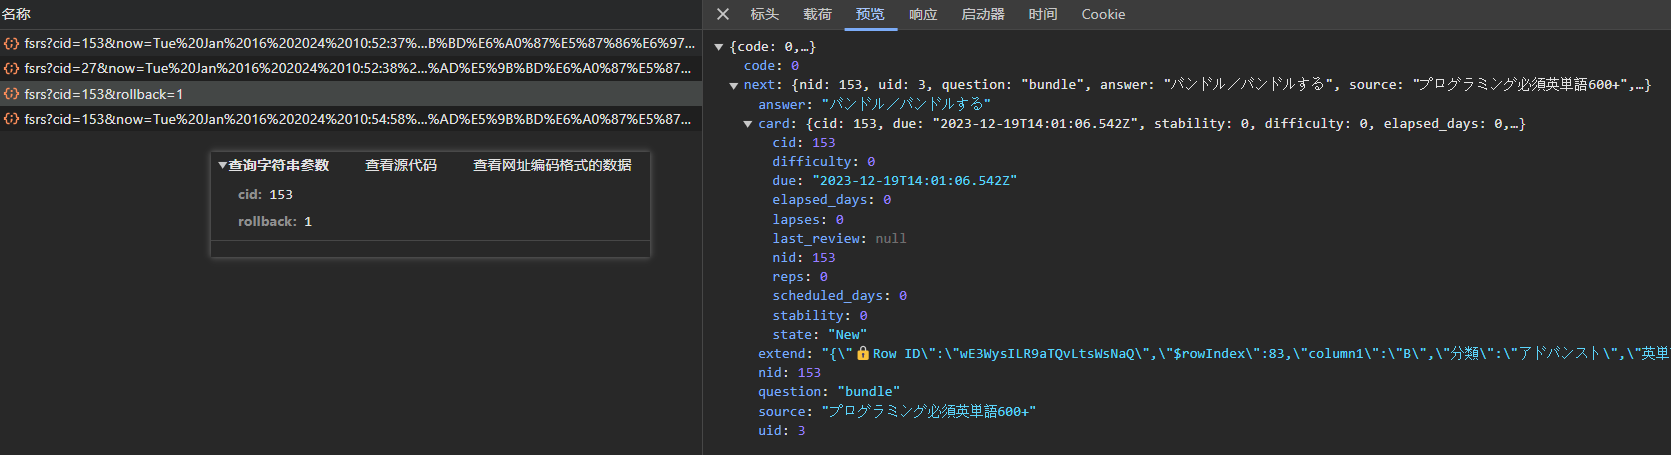 名称
fsrs?cid=153&now=Tue%20Jan%2016%202024%2010:52:37%...B%BD%E6%A0%87%E5%87%86%E6%97...
fsrs?cid=27&now=Tue%20Jan%2016%202024%2010:52:38%2...%AD%E5%9B%BD%E6%A0%87%E5%87...
fsrs?cid=153&rollback=1
fsrs?cid=153&now=Tue%20Jan%2016%202024%2010:54:58%...%AD%E5%9B%BD%E6%A0%87%E5%87...
▼查询字符串参数 查看源代码 查看网址编码格式的数据
cid: 153
rollback: 1
× 标头 载荷 预览 响应 启动器 时间 Cookie
▼{code: 0,…}
code: 0
▼next: {nid: 153, uid: 3, question: "bundle", answer: "バンドル／バンドルする", source: "プログラミング必須英単語600+",…}
answer: "バンドル／バンドルする"
▼card: {cid: 153, due: "2023-12-19T14:01:06.542Z", stability: 0, difficulty: 0, elapsed_days: 0,…}
cid: 153
difficulty: 0
due: "2023-12-19T14:01:06.542Z"
elapsed_days: 0
lapses: 0
last_review: null
nid: 153
reps: 0
scheduled_days: 0
stability: 0
state: "New"
extend: "{\"🔒Row ID\":\"wE3WysILR9aTQvLtsWsNaQ\",\"$rowIndex\":83,\"column1\":\"B\",\"分類\":\"アドバンスト\",\"英単
nid: 153
question: "bundle"
source: "プログラミング必須英単語600+"
uid: 3